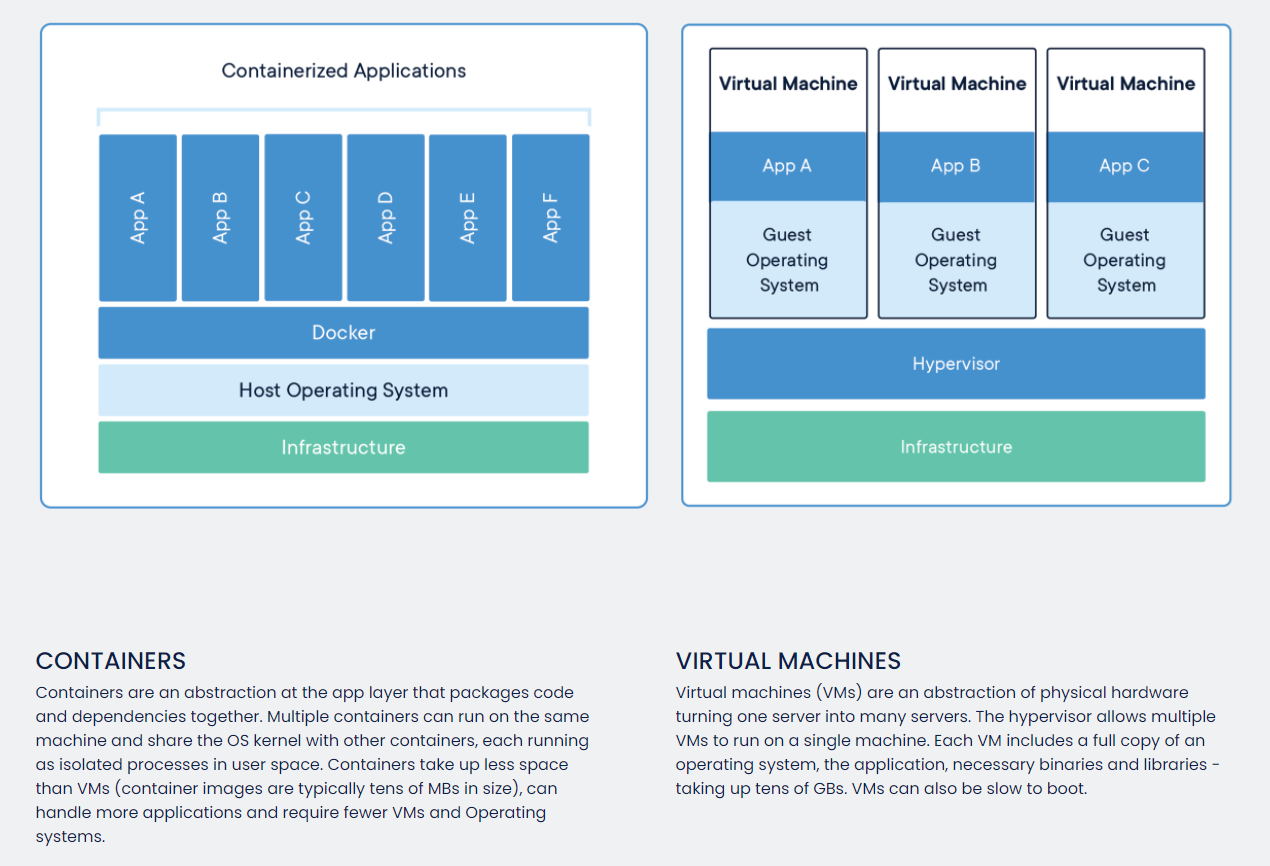 Containerized Applications
App A
App B
App C
App D
App E
App F
Docker
Host Operating System
Infrastructure
Virtual Machine
App A
Guest
Operating
System
Virtual Machine
App B
Guest
Operating
System
Virtual Machine
App C
Guest
Operating
System
Hypervisor
Infrastructure
CONTAINERS
Containers are an abstraction at the app layer that packages code
and dependencies together. Multiple containers can run on the same
machine and share the OS kernel with other containers, each running
as isolated processes in user space. Containers take up less space
than VMs (container images are typically tens of MBs in size), can
handle more applications and require fewer VMs and Operating
systems.
VIRTUAL MACHINES
Virtual machines (VMs) are an abstraction of physical hardware
turning one server into many servers. The hypervisor allows multiple
VMs to run on a single machine. Each VM includes a full copy of an
operating system, the application, necessary binaries and libraries -
taking up tens of GBs. VMs can also be slow to boot.